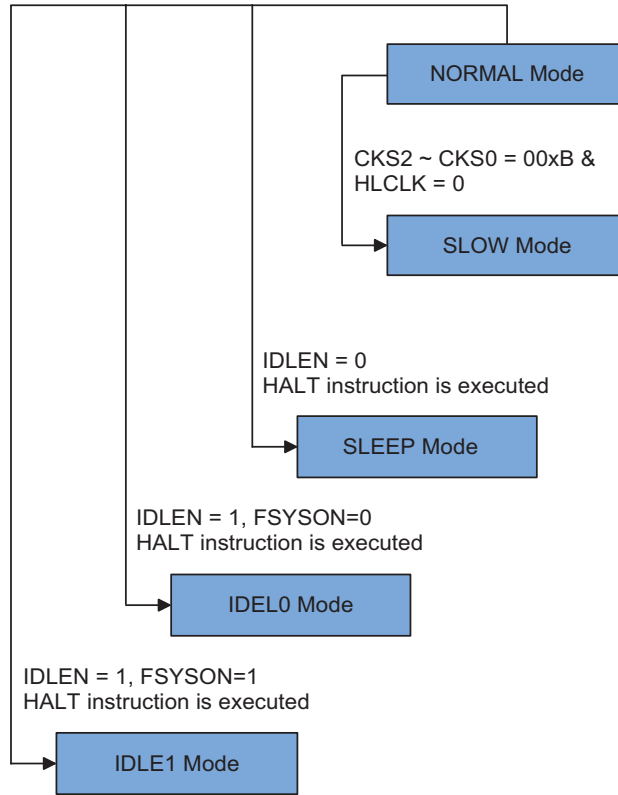 NORMAL Mode
CKS2 ~ CKS0 = 00xB &
HLCLK = 0
SLOW Mode
IDLEN = 0
HALT instruction is executed
SLEEP Mode
IDLEN = 1, FSYSON=0
HALT instruction is executed
IDEL0 Mode
IDLEN = 1, FSYSON=1
HALT instruction is executed
IDLE1 Mode